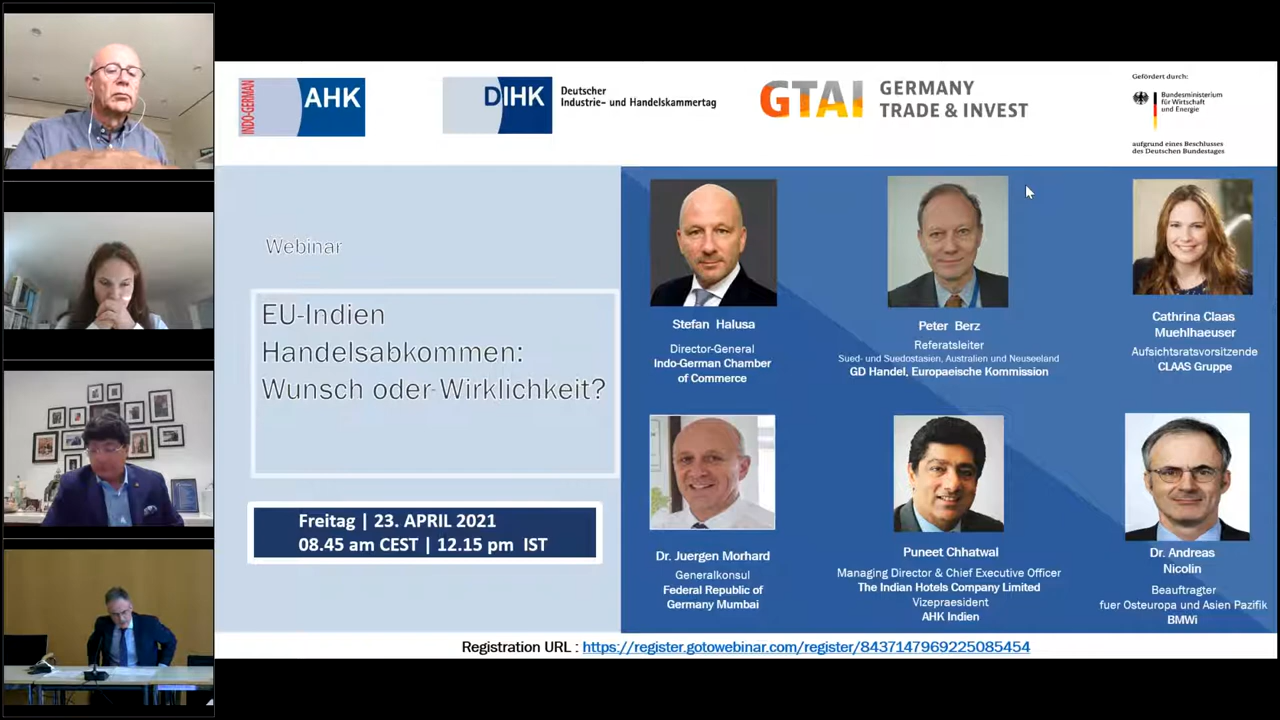 INDO-GERMAN
AHK
DIHK
Deutscher
Industrie- und Handelskammertag
GTAI
GERMANY
TRADE & INVEST
Gefördert durch:
Bundesministerium
für Wirtschaft
und Energie
aufgrund eines Beschlusses
des Deutschen Bundestages
Webinar
EU-Indien
Handelsabkommen:
Wunsch oder Wirklichkeit?
Freitag | 23. APRIL 2021
08.45 am CEST | 12.15 pm IST
Stefan Halusa
Director-General
Indo-German Chamber
of Commerce
Peter Berz
Referatsleiter
Sued- und Suedostasien, Australien und Neuseeland
GD Handel, Europaeische Kommission
Cathrina Claas
Muehlhaeuser
Aufsichtsratsvorsitzende
CLAAS Gruppe
Dr. Juergen Morhard
Generalkonsul
Federal Republic of
Germany Mumbai
Puneet Chhatwal
Managing Director & Chief Executive Officer
The Indian Hotels Company Limited
Vizepraesident
AHK Indien
Dr. Andreas
Nicolin
Beauftragter
fuer Osteuropa und Asien Pazifik
BMWi
Registration URL : https://register.gotowebinar.com/register/8437147969225085454